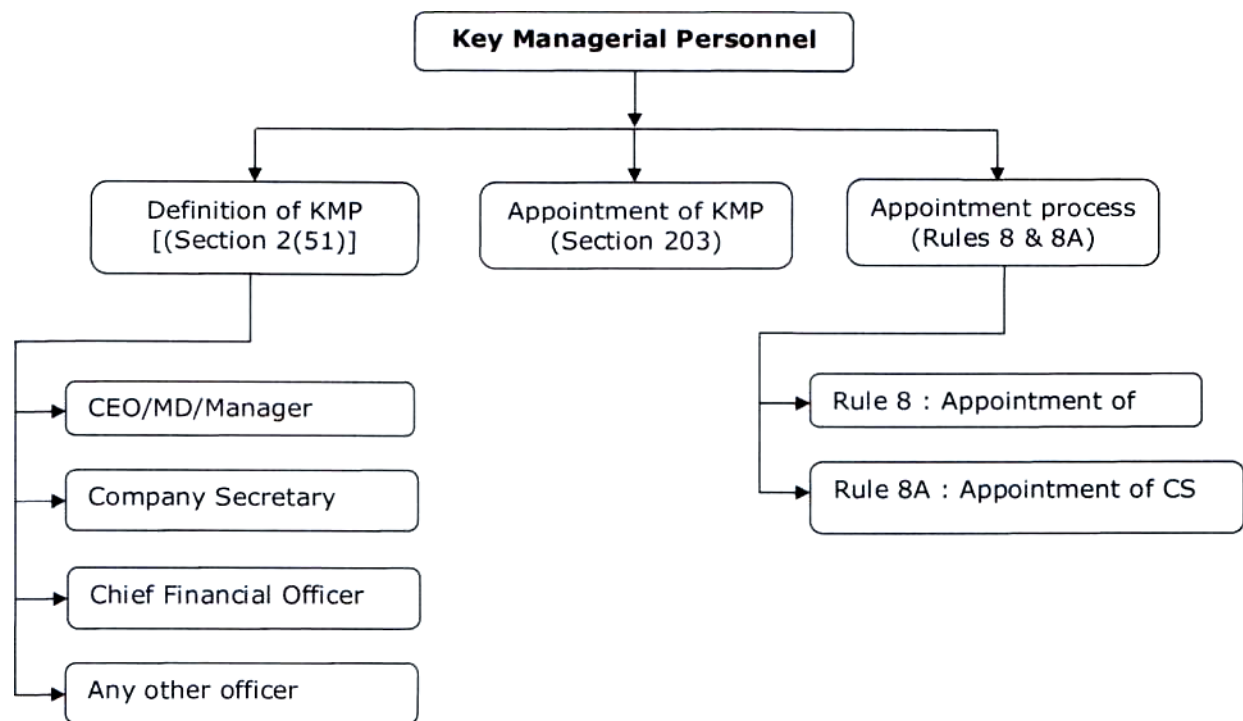 Key Managerial Personnel
Definition of KMP
[(Section 2(51)]
Appointment of KMP
(Section 203)
Appointment process
(Rules 8 & 8A)
CEO/MD/Manager
Company Secretary
Chief Financial Officer
Any other officer
Rule 8 : Appointment of
Rule 8A : Appointment of CS